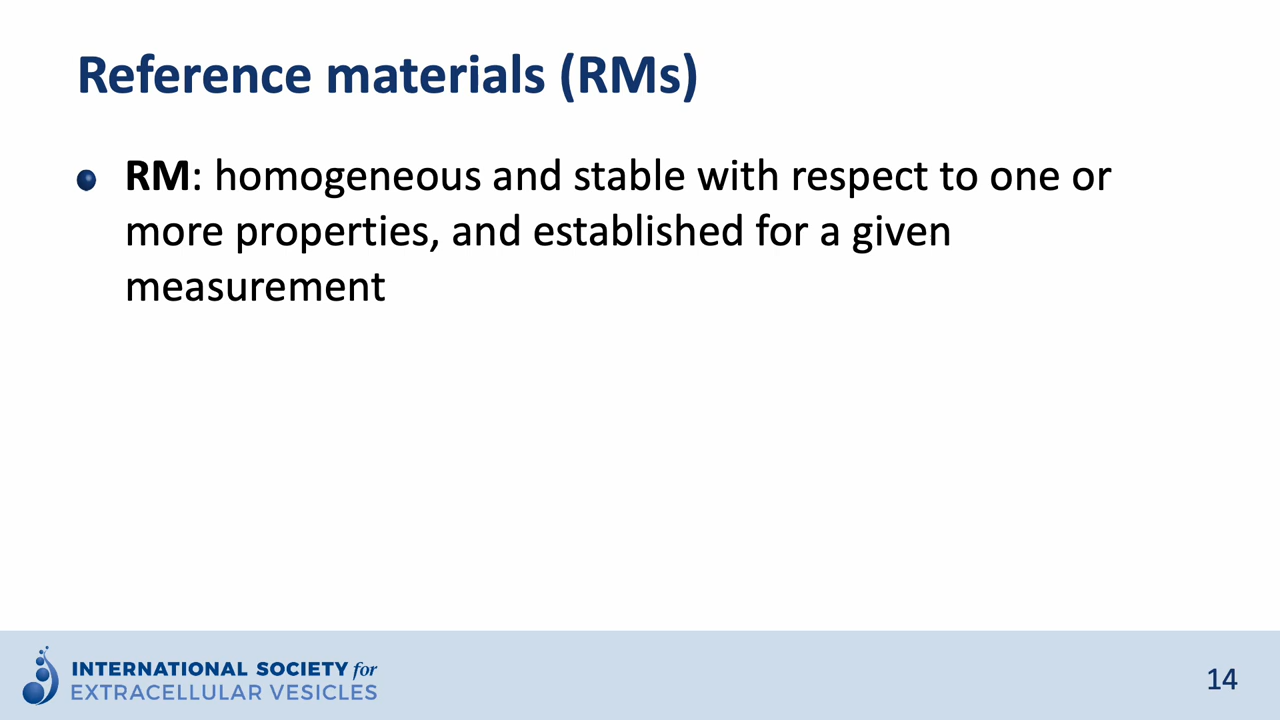 Reference materials (RMs)
RM: homogeneous and stable with respect to one or
more properties, and established for a given
measurement
INTERNATIONAL SOCIETY for
EXTRACELLULAR VESICLES
14